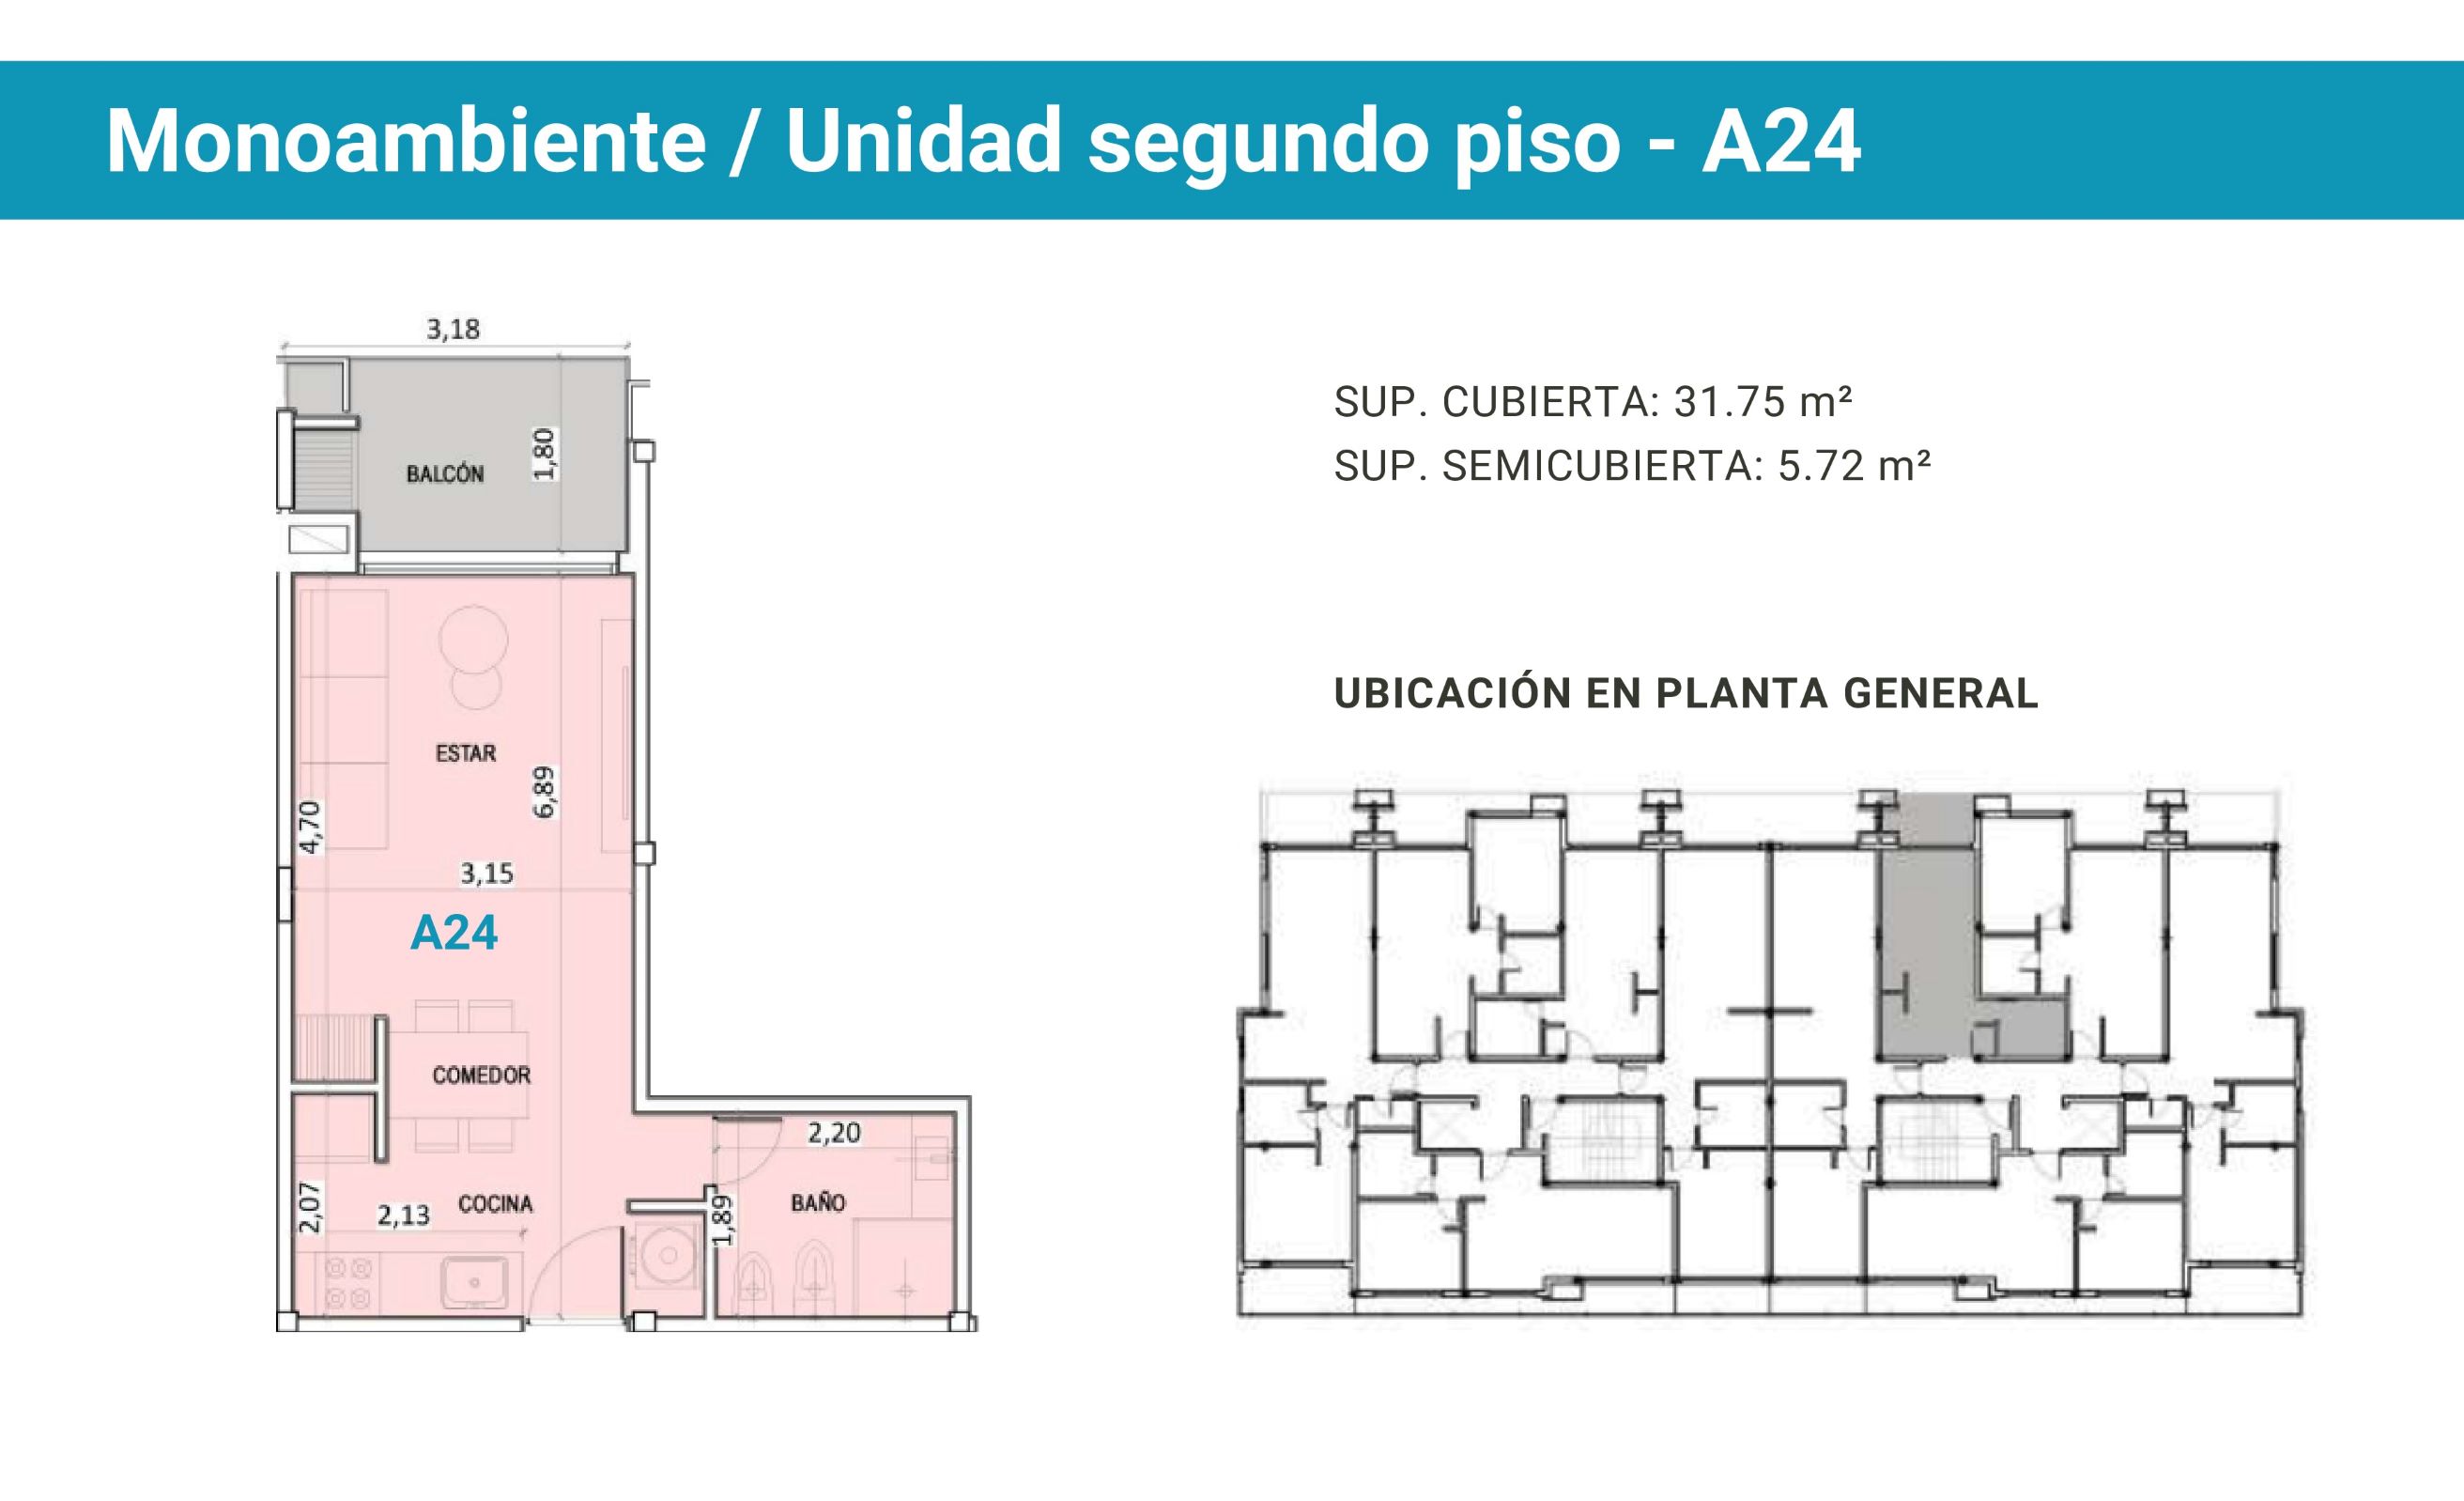 Monoambiente / Unidad segundo piso - A24
3,18
BALCÓN
1,80
ESTAR
6,89
4,70
3,15
A24
COMEDOR
2,20
2,07
2,13
COCINA
1,89
BAÑO
SUP. CUBIERTA: 31.75 m²
SUP. SEMICUBIERTA: 5.72 m²
UBICACIÓN EN PLANTA GENERAL